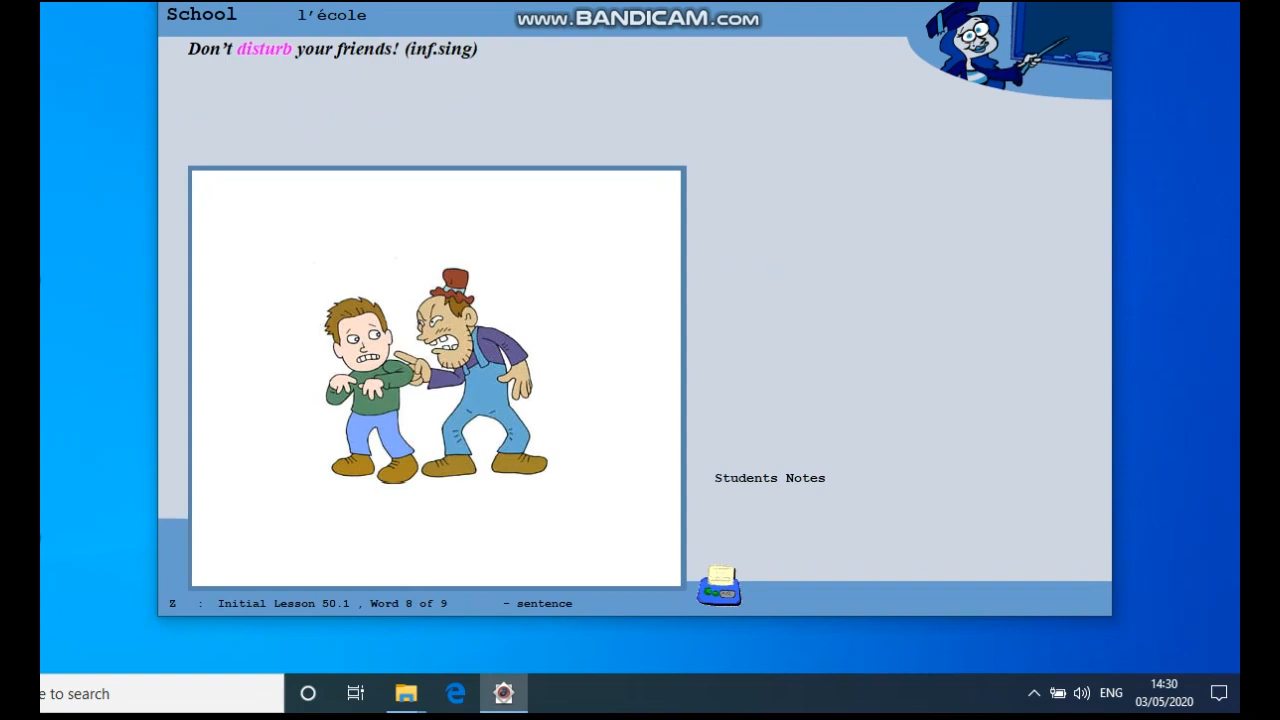 www.BANDICAM.com
School l'école
Don't disturb your friends! (inf.sing)
Students Notes
Z : Initial Lesson 50.1 , Word 8 of 9 - sentence
e to search
ENG
14:30
03/05/2020